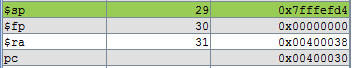 $sp 29 0x7fffefd4
$fp 30 0x00000000
$ra 31 0x00400038
pc 0x00400030